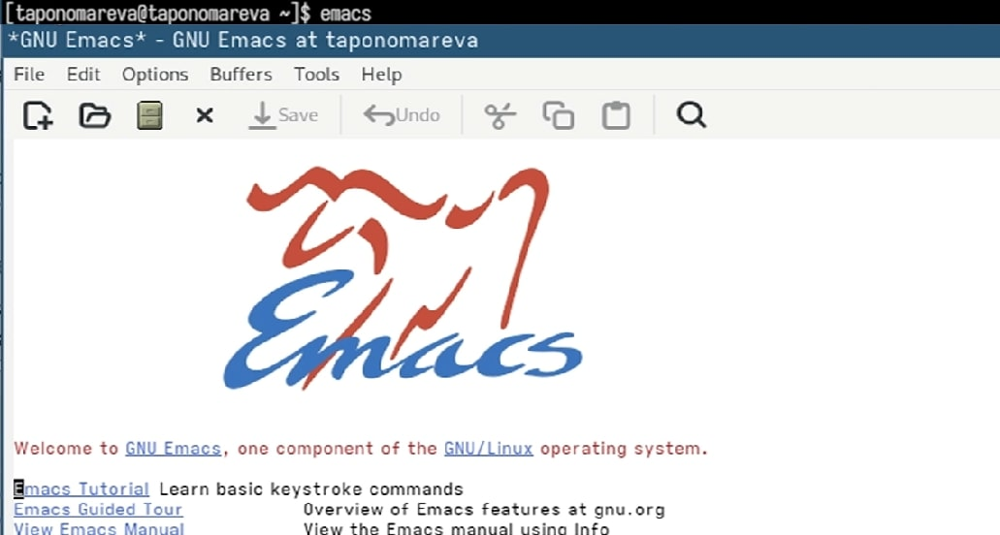 [taponomareva@taponomareva ~]$ emacs
*GNU Emacs* - GNU Emacs at taponomareva
File Edit Options Buffers Tools Help
Save Undo
Emacs
Welcome to GNU Emacs, one component of the GNU/Linux operating system.
Emacs Tutorial Learn basic keystroke commands
Emacs Guided Tour Overview of Emacs features at gnu.org
View Emacs Manual View the Emacs manual using Info